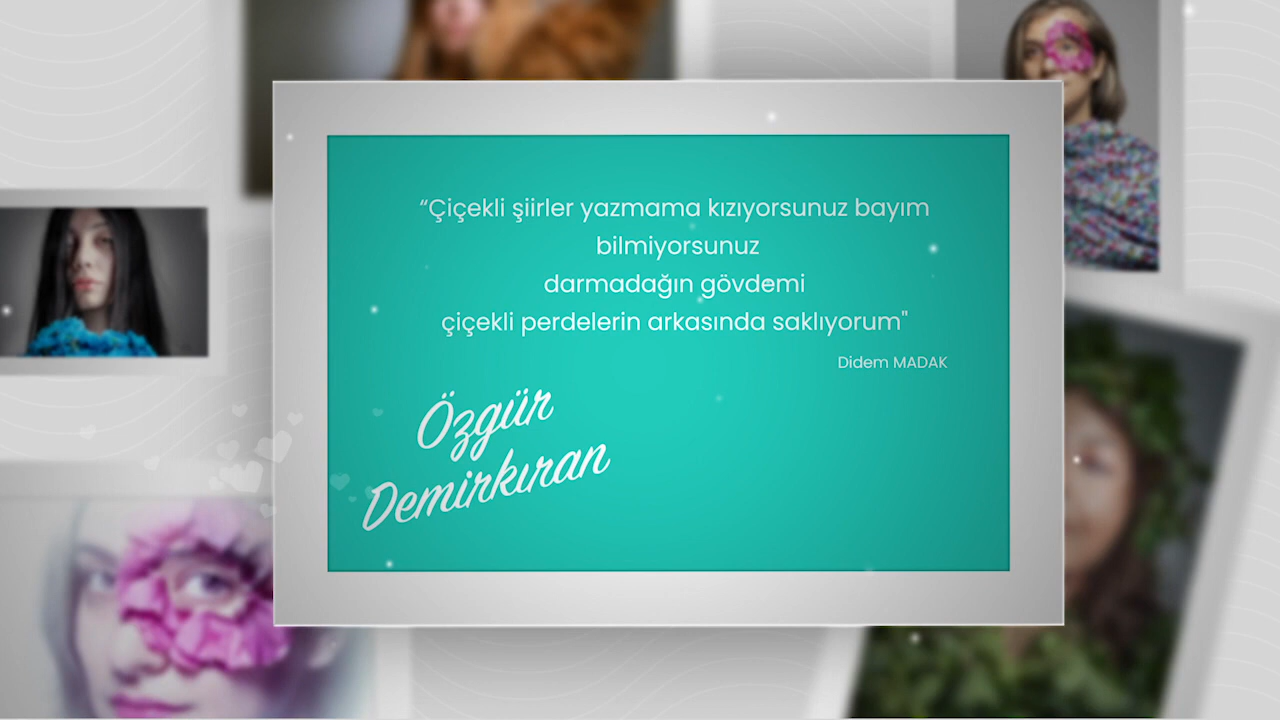 “Çiçekli şiirler yazmama kızıyorsunuz bayım
bilmiyorsunuz
darmadağın gövdemi
çiçekli perdelerin arkasında saklıyorum"
Didem MADAK
Özgür
Demirkıran